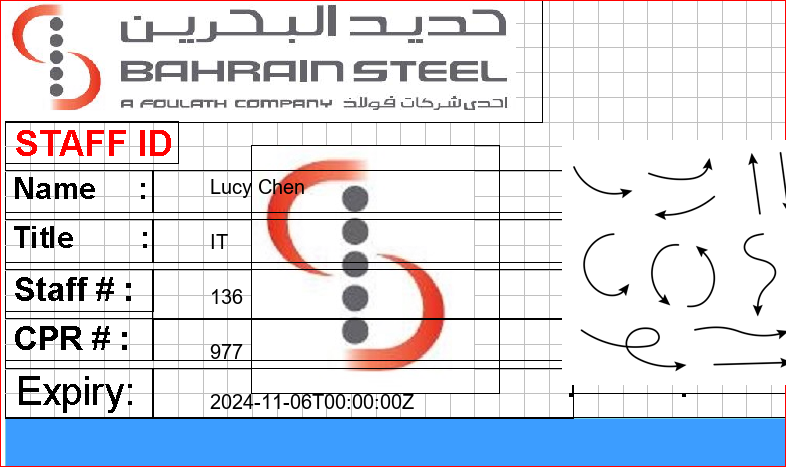 حديد البحرين
BAHRAIN STEEL
A FOULATH COMPANY احدى شركات فولاذ
STAFF ID
Name : Lucy Chen
Title : IT
Staff # : 136
CPR # : 977
Expiry: 2024-11-06T00:00:00Z